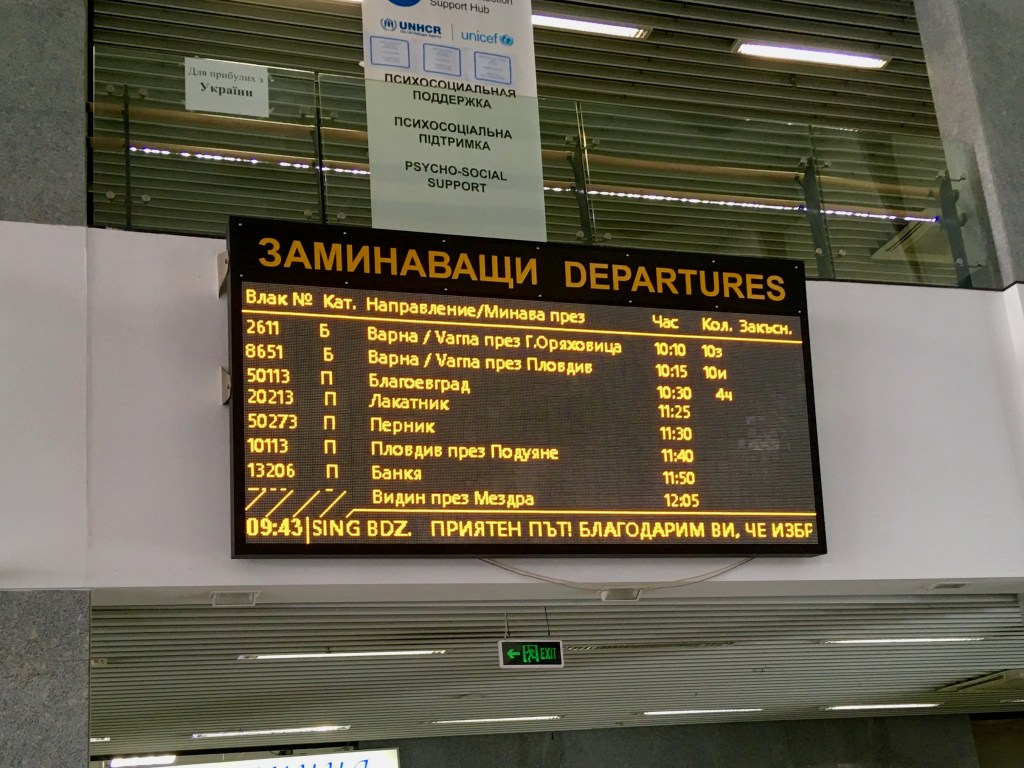 Support Hub
UNHCR
unicef
Для прибулих з
України
ПСИХОСОЦИАЛЬНАЯ
ПОДДЕРЖКА
ПСИХОСОЦІАЛЬНА
ПІДТРИМКА
PSYCHO-SOCIAL
SUPPORT
ЗАМИНАВАЩИ DEPARTURES
Влак № Кат. Направление/Минава през Час Кол. Закъсн.
2611 Б Варна / Varna през Г.Оряховица 10:10 10з
8651 Б Варна / Varna през Пловдив 10:15 10и
50113 П Благоевград 10:30 4ч
20213 П Лакатник 11:25
50273 П Перник 11:30
10113 П Пловдив през Подуяне 11:40
13206 П Банкя 11:50
Видин през Мездра 12:05
09:43 SING BDZ. ПРИЯТЕН ПЪТ! БЛАГОДАРИМ ВИ, ЧЕ ИЗБР
EXIT